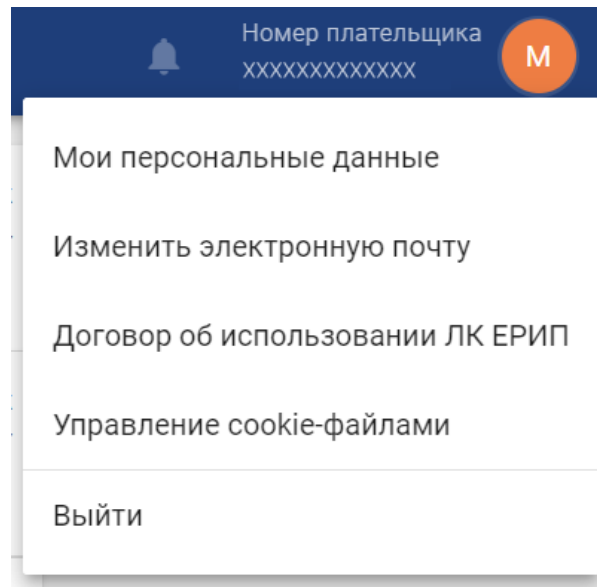 Номер плательщика
xxxxxxxxxxxxx
М
Мои персональные данные
Изменить электронную почту
Договор об использовании ЛК ЕРИП
Управление cookie-файлами
Выйти